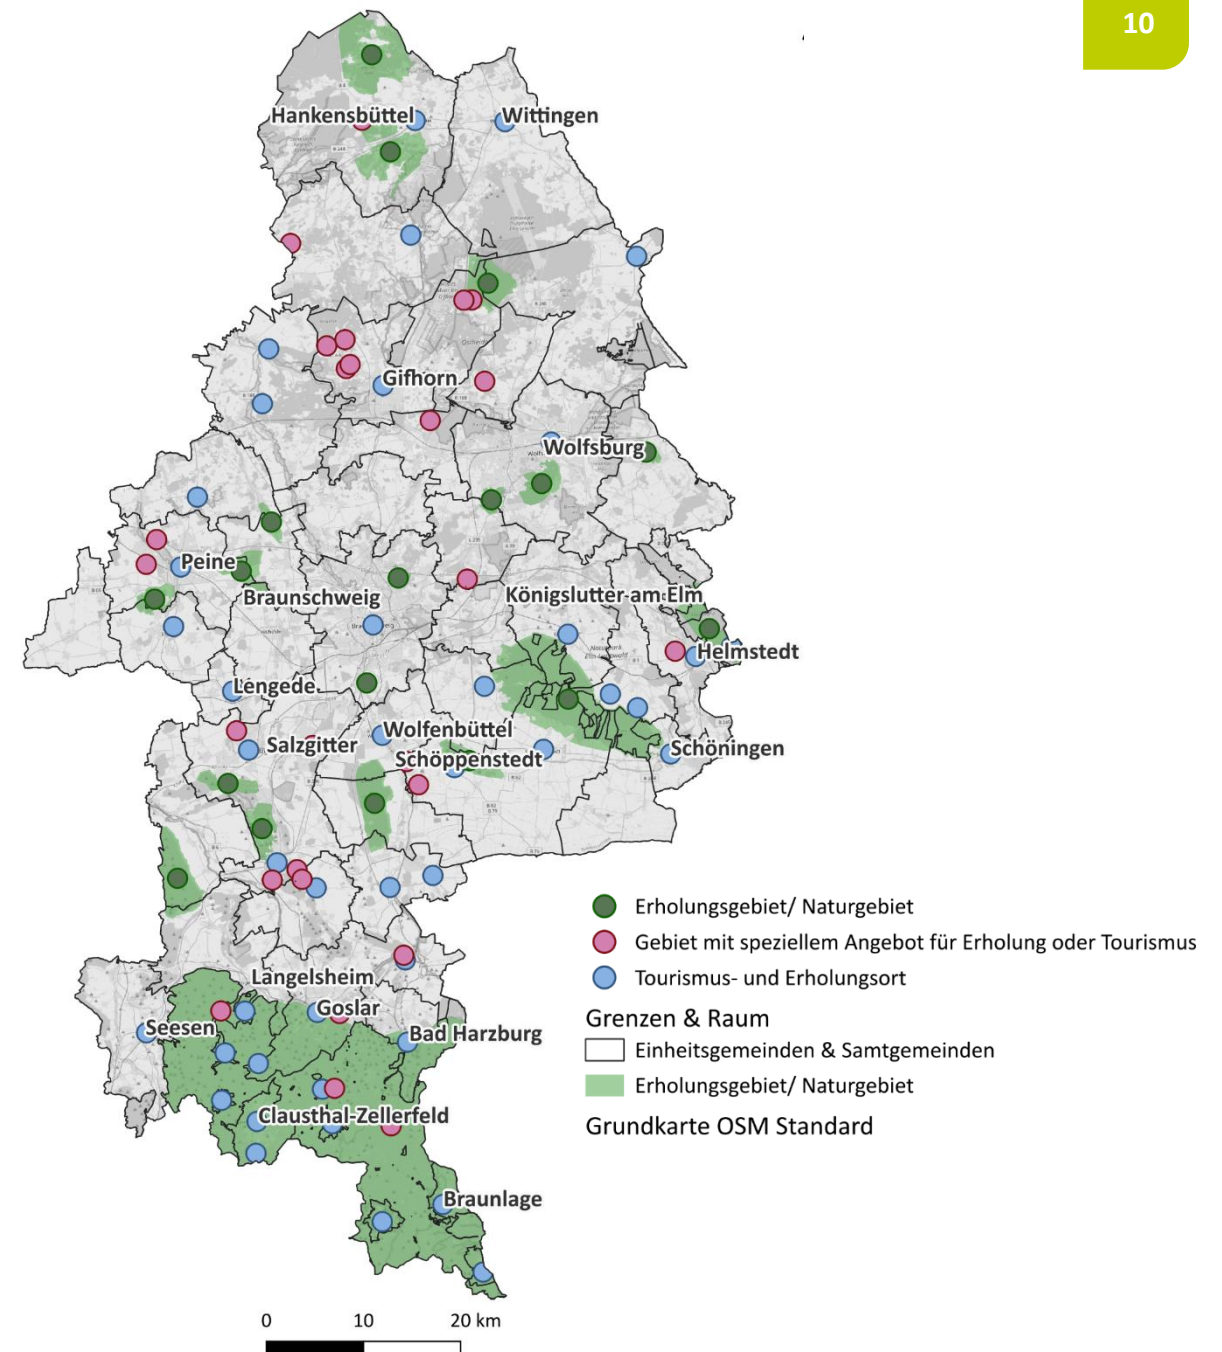 10
Hankensbüttel
Wittingen
Gifhorn
Wolfsburg
Peine
Braunschweig
Königslutter am Elm
Helmstedt
Lengede
Wolfenbüttel
Salzgitter
Schöppenstedt
Schöningen
Erholungsgebiet/ Naturgebiet
Gebiet mit speziellem Angebot für Erholung oder Tourismus
Tourismus- und Erholungsort
Grenzen & Raum
Einheitsgemeinden & Samtgemeinden
Erholungsgebiet/ Naturgebiet
Grundkarte OSM Standard
Langelsheim
Goslar
Seesen
Bad Harzburg
Clausthal-Zellerfeld
Braunlage
0 10 20 km